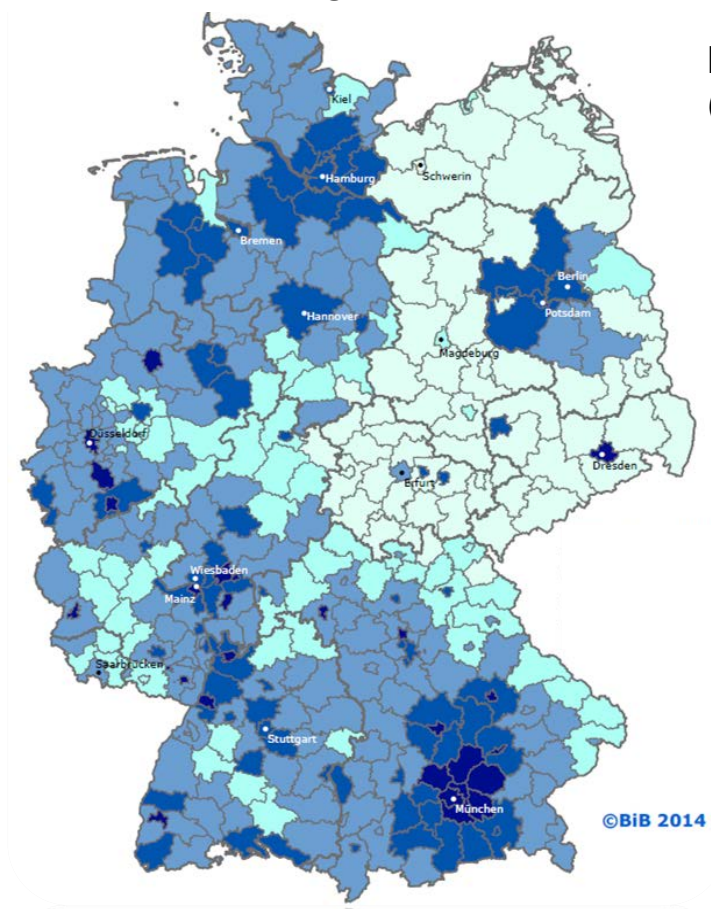 Kiel
Schwerin
Hamburg
Bremen
Berlin
Hannover
Potsdam
Magdeburg
Düsseldorf
Dresden
Erfurt
Wiesbaden
Mainz
Saarbrücken
Stuttgart
München
©BiB 2014